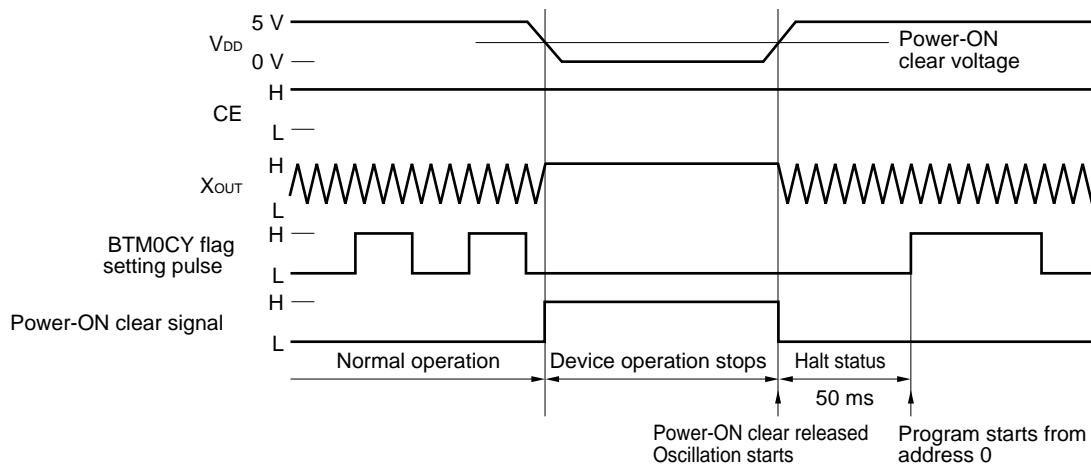 5 V
VDD
0 V
Power-ON
clear voltage
H
CE
L
H
XOUT
L
BTM0CY flag
setting pulse
H
L
H
Power-ON clear signal
L
Normal operation
Device operation stops
Halt status
50 ms
Power-ON clear released
Oscillation starts
Program starts from
address 0